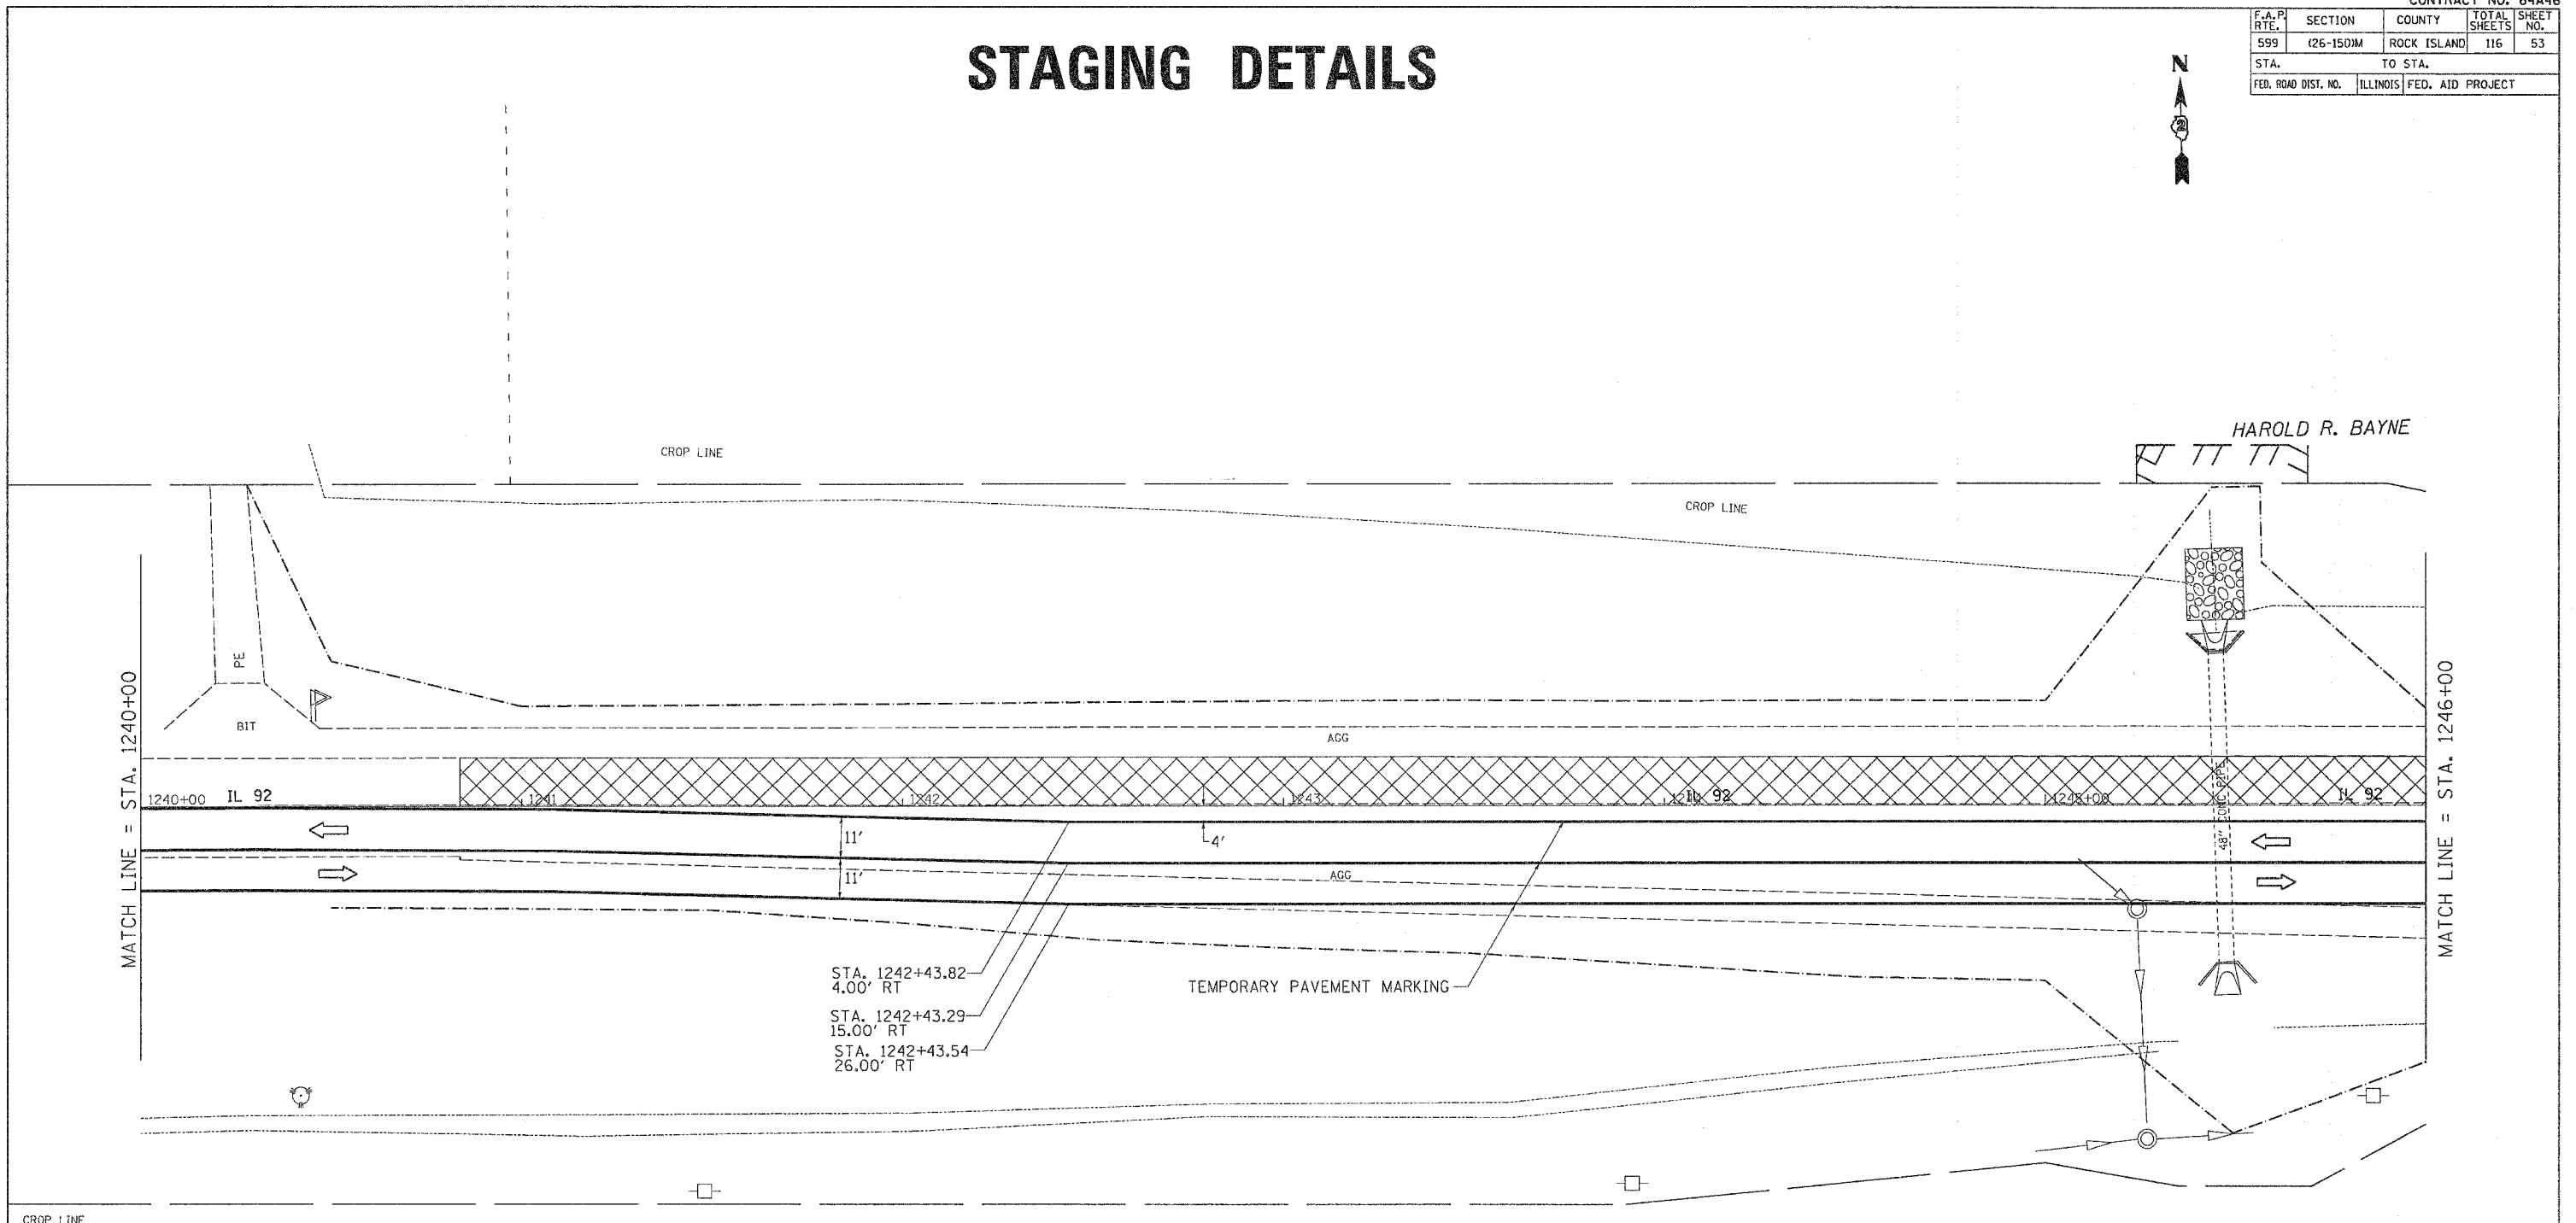 CONTRACT NO. 64A46
F.A.P. RTE. SECTION COUNTY TOTAL SHEETS SHEET NO.
599 (26-150)M ROCK ISLAND 116 53
STA. TO STA.
FED. ROAD DIST. NO. ILLINOIS FED. AID PROJECT
STAGING DETAILS
N
2
HAROLD R. BAYNE
CROP LINE
CROP LINE
PE
BIT
AGG
MATCH LINE = STA. 1240+00
MATCH LINE = STA. 1246+00
1240+00 IL 92
1241
1242
1243
IL 92
1245+00
IL 92
48" CONC PIPE
11'
4'
11'
AGG
STA. 1242+43.82
4.00' RT
TEMPORARY PAVEMENT MARKING
STA. 1242+43.29
15.00' RT
STA. 1242+43.54
26.00' RT
CROP LINE